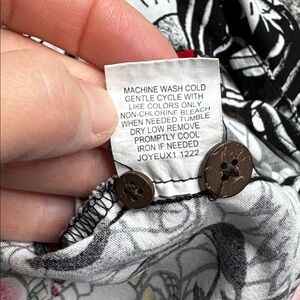 MACHINE WASH COLD
GENTLE CYCLE WITH
LIKE COLORS ONLY
NON-CHLORINE BLEACH
WHEN NEEDED TUMBLE
DRY LOW REMOVE
PROMPTLY COOL
IRON IF NEEDED
JOYEUX1 1222